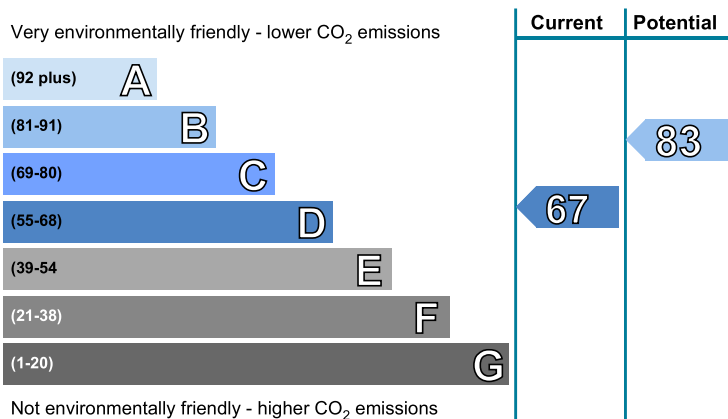 Very environmentally friendly - lower CO2 emissions
Current
Potential
(92 plus) A
(81-91) B
83
(69-80) C
(55-68) D
67
(39-54 E
(21-38) F
(1-20) G
Not environmentally friendly - higher CO2 emissions